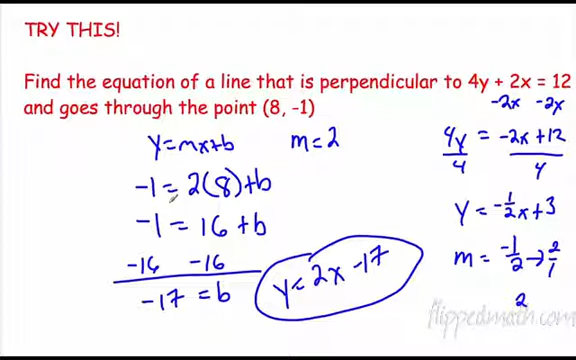 TRY THIS!
Find the equation of a line that is perpendicular to 4y + 2x = 12
and goes through the point (8, -1)
-2x -2x
y=mx+b
m=2
4y = -2x+12
4 4
-1 = 2(8)+b
-1 = 16 + b
y = -1/2x+3
-16 -16
-17 = b
y = 2x -17
m = -1/2 → 2/1
2
flippedmath.com